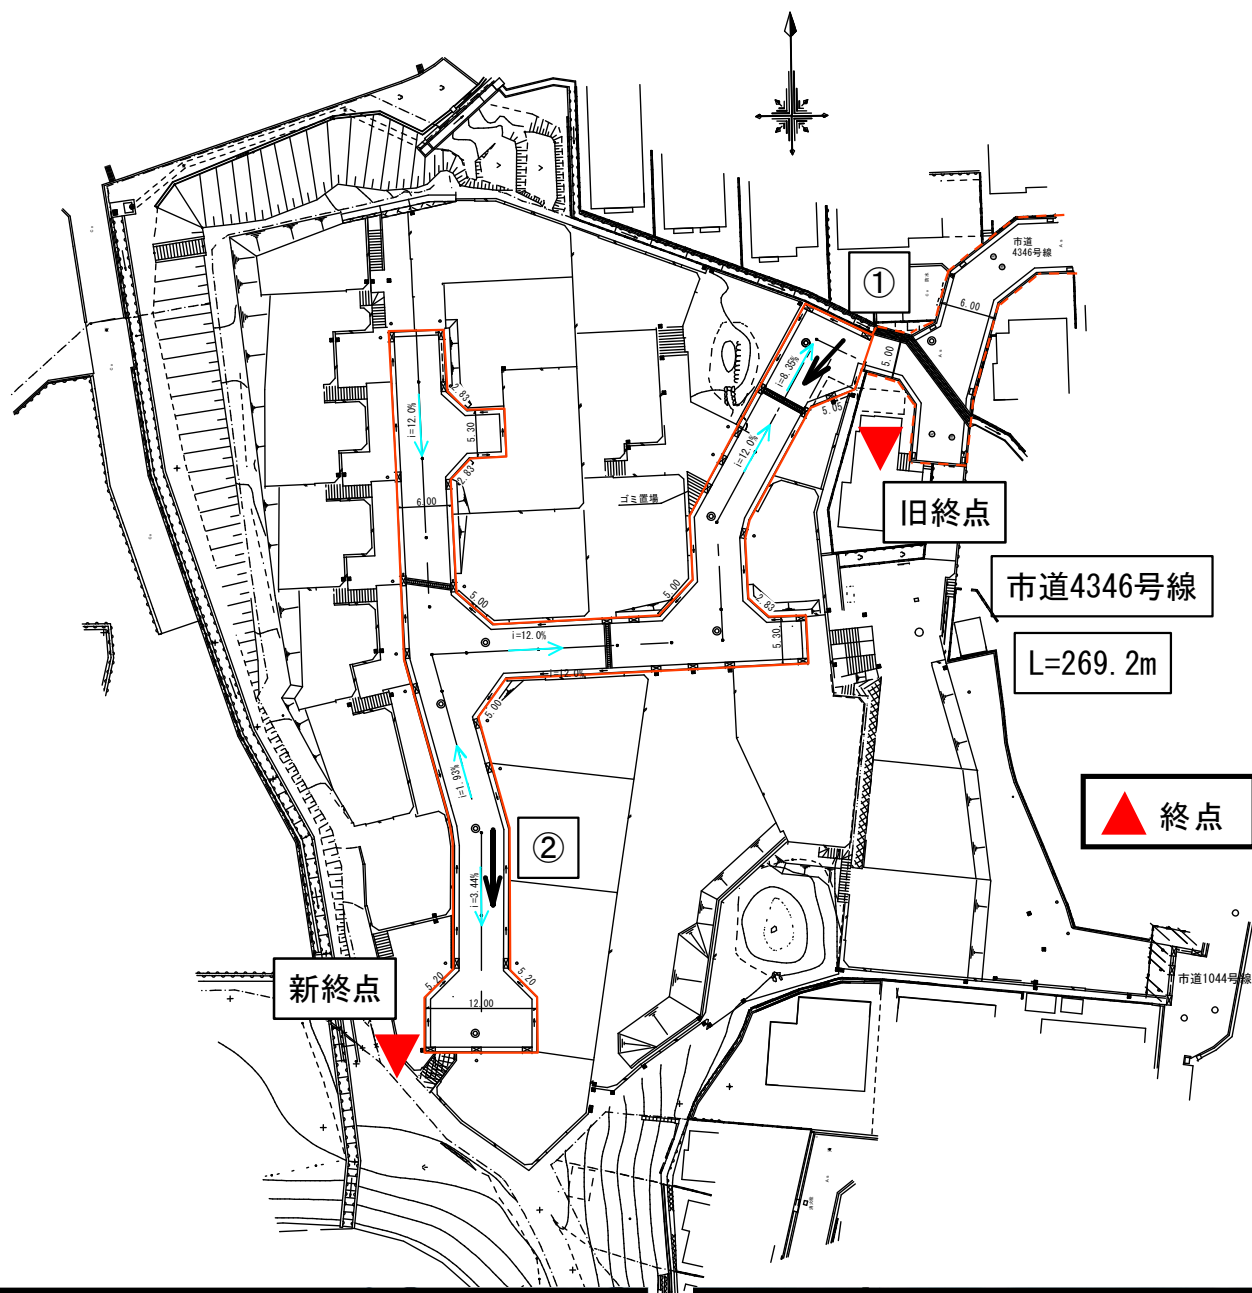 市道
4346号線
①
6.00
5.00
i=8.35%
5.05
2.83
i=12.0%
5.30
i=12.0%
2.83
ゴミ置場
6.00
旧終点
市道4346号線
5.00
5.00
2.83
i=12.0%
5.30
L=269.2m
i=12.0%
5.00
i=1.93%
終点
②
i=3.44%
新終点
5.20
5.20
市道1044号線
12.00